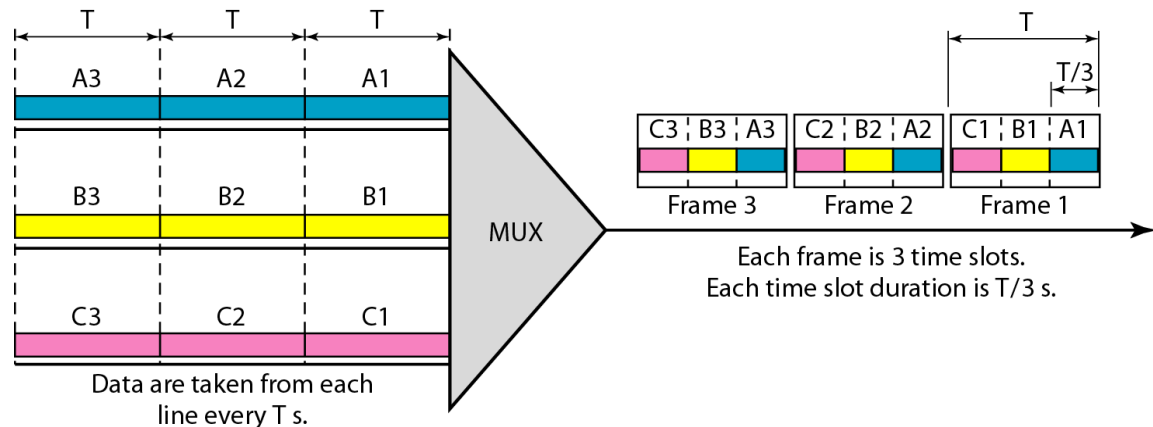 T T T
A3 A2 A1
B3 B2 B1
C3 C2 C1
Data are taken from each
line every T s.
MUX
T
T/3
C3 B3 A3 C2 B2 A2 C1 B1 A1
Frame 3 Frame 2 Frame 1
Each frame is 3 time slots.
Each time slot duration is T/3 s.